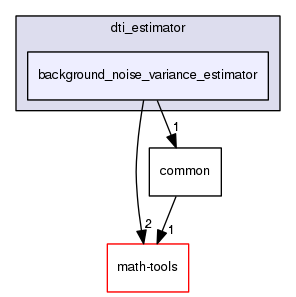 dti_estimator
background_noise_variance_estimator
1
common
2
1
math-tools